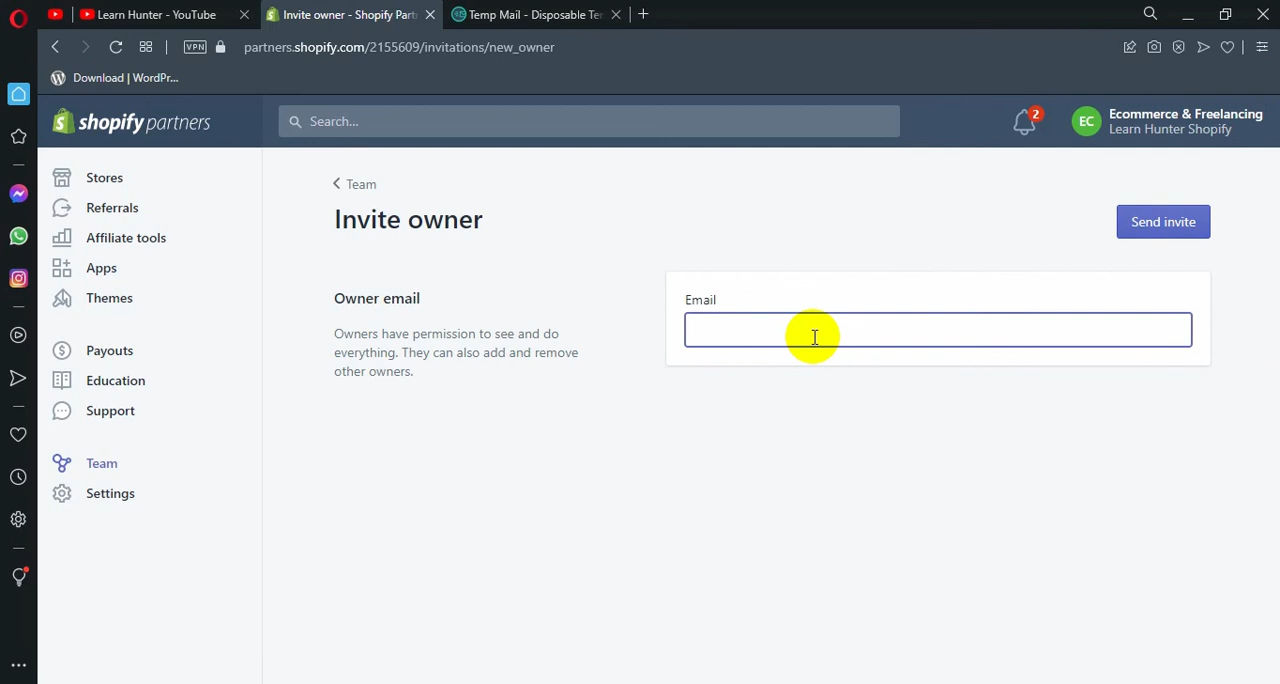 Learn Hunter - YouTube
Invite owner - Shopify Part
Temp Mail - Disposable Te
VPN
partners.shopify.com/2155609/invitations/new_owner
Download | WordPr...
shopify partners
Search...
2
EC
Ecommerce & Freelancing
Learn Hunter Shopify
Stores
Referrals
Affiliate tools
Apps
Themes
Payouts
Education
Support
Team
Settings
Team
Invite owner
Send invite
Owner email
Owners have permission to see and do
everything. They can also add and remove
other owners.
Email